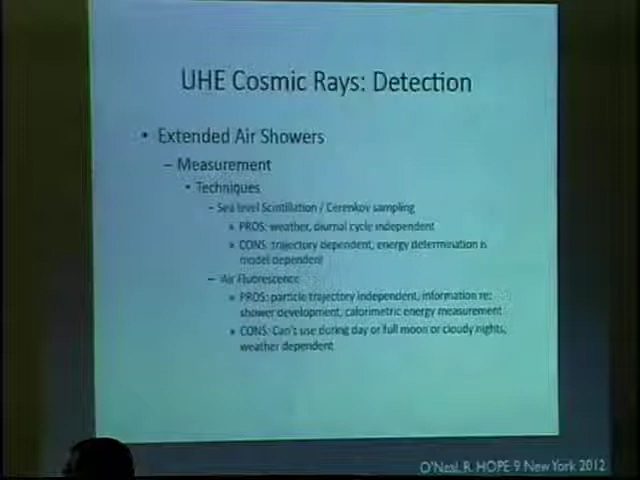 UHE Cosmic Rays: Detection
• Extended Air Showers
– Measurement
• Techniques
– Sea level Scintillation / Cerenkov sampling
» PROS: weather, diurnal cycle independent
» CONS: trajectory dependent, energy determination is
model dependent
– Air Fluorescence
» PROS: particle trajectory independent, information re:
shower development, calorimetric energy measurement
» CONS: Can't use during day or full moon or cloudy nights,
weather dependent
O'Neal, R. HOPE 9 New York 2012